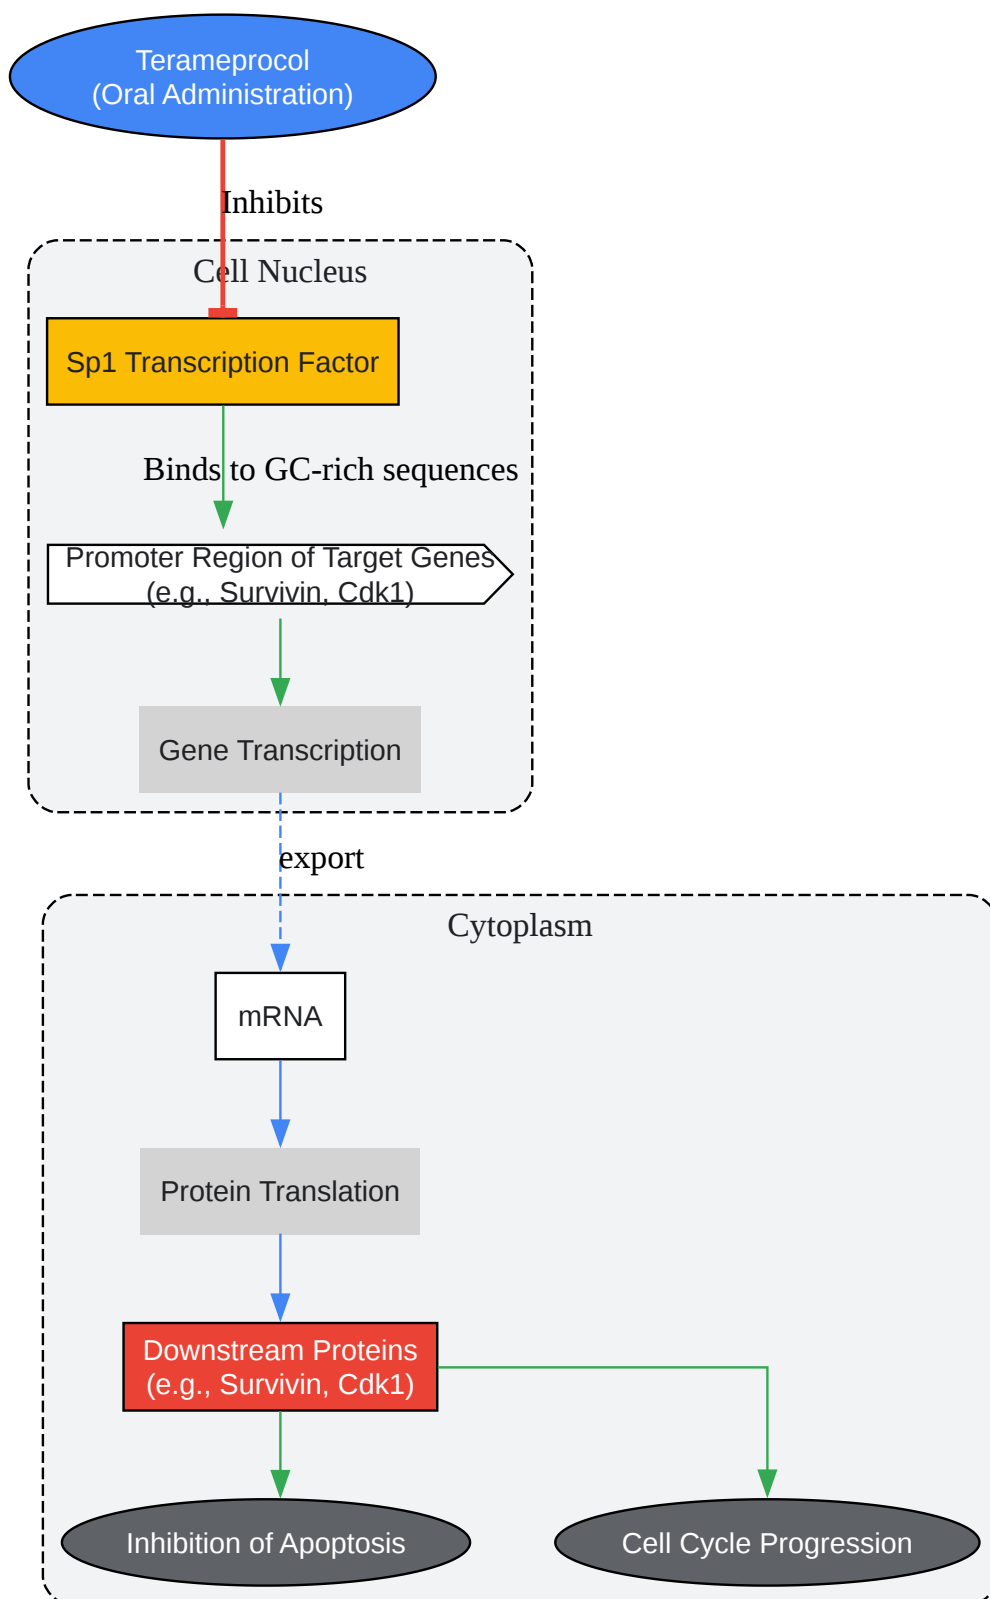 Terameprocol
(Oral Administration)
Inhibits
Cell Nucleus
Sp1 Transcription Factor
Binds to GC-rich sequences
Promoter Region of Target Genes
(e.g., Survivin, Cdk1)
Gene Transcription
export
Cytoplasm
mRNA
Protein Translation
Downstream Proteins
(e.g., Survivin, Cdk1)
Inhibition of Apoptosis
Cell Cycle Progression